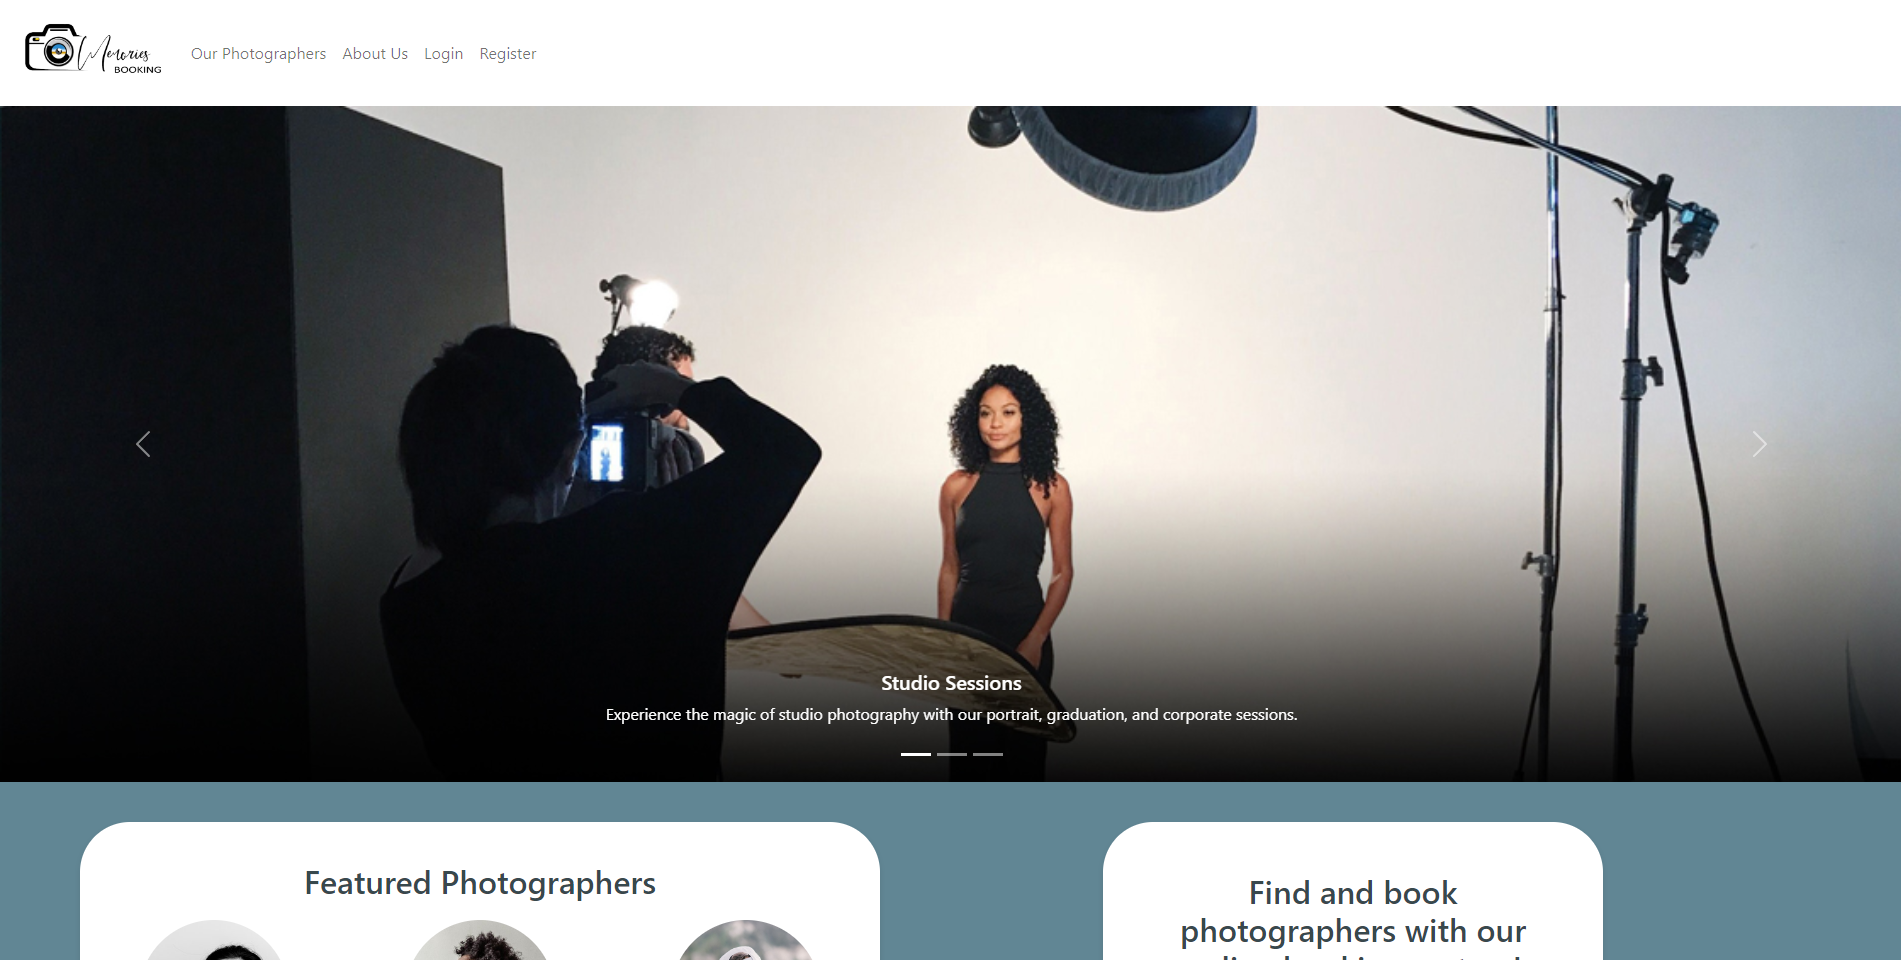 Memories
BOOKING
Our Photographers
About Us
Login
Register
Studio Sessions
Experience the magic of studio photography with our portrait, graduation, and corporate sessions.
Featured Photographers
Find and book
photographers with our